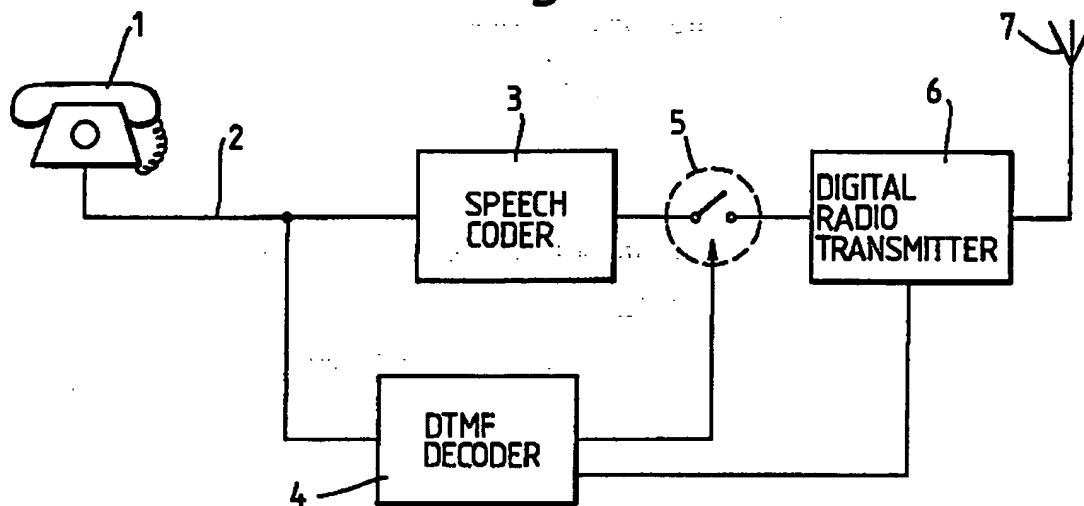 1
2
3
SPEECH
CODER
5
6
DIGITAL
RADIO
TRANSMITTER
7
DTMF
DECODER
4